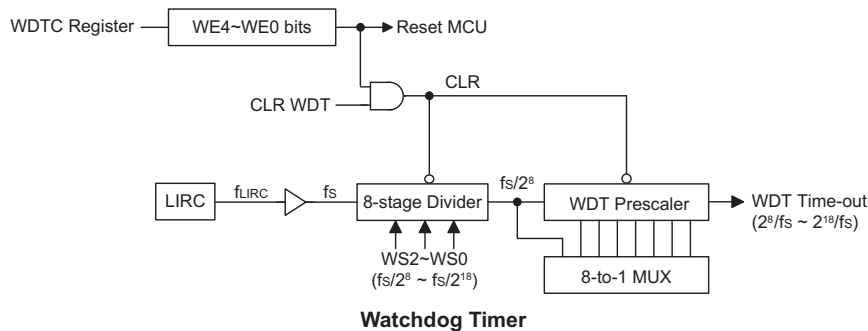 WDTC Register
WE4~WE0 bits
Reset MCU
CLR
CLR WDT
LIRC
fLIRC
fS
8-stage Divider
fS/2⁸
WDT Prescaler
WDT Time-out
(2⁸/fS ~ 2¹⁸/fS)
WS2~WS0
(fS/2⁸ ~ fS/2¹⁸)
8-to-1 MUX
Watchdog Timer